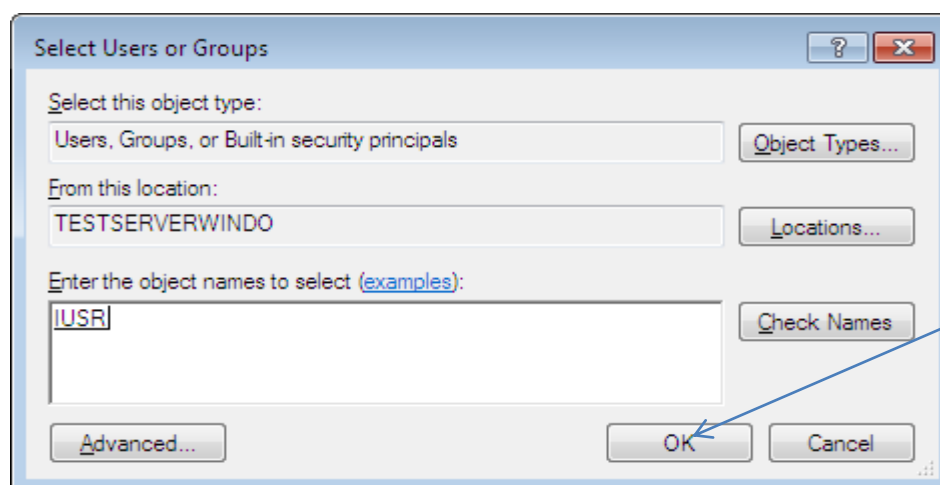 Select Users or Groups
Select this object type:
Users, Groups, or Built-in security principals
Object Types...
From this location:
TESTSERVERWINDO
Locations...
Enter the object names to select (examples):
IUSR
Check Names
Advanced...
OK
Cancel